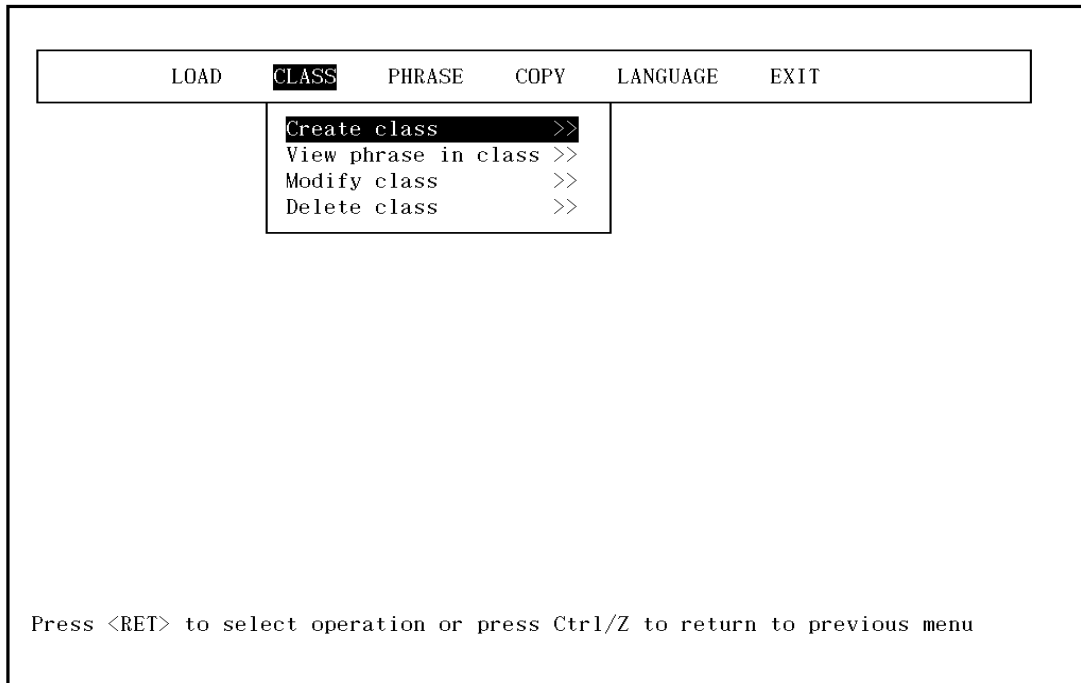 LOAD CLASS PHRASE COPY LANGUAGE EXIT
Create class >>
View phrase in class >>
Modify class >>
Delete class >>
Press <RET> to select operation or press Ctrl/Z to return to previous menu